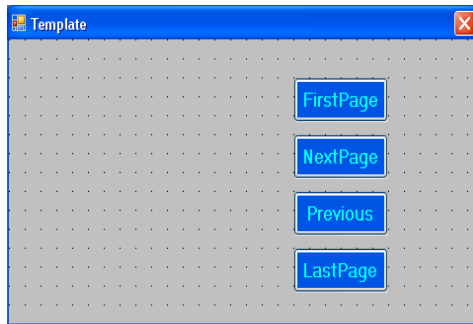 Template
FirstPage
NextPage
Previous
LastPage